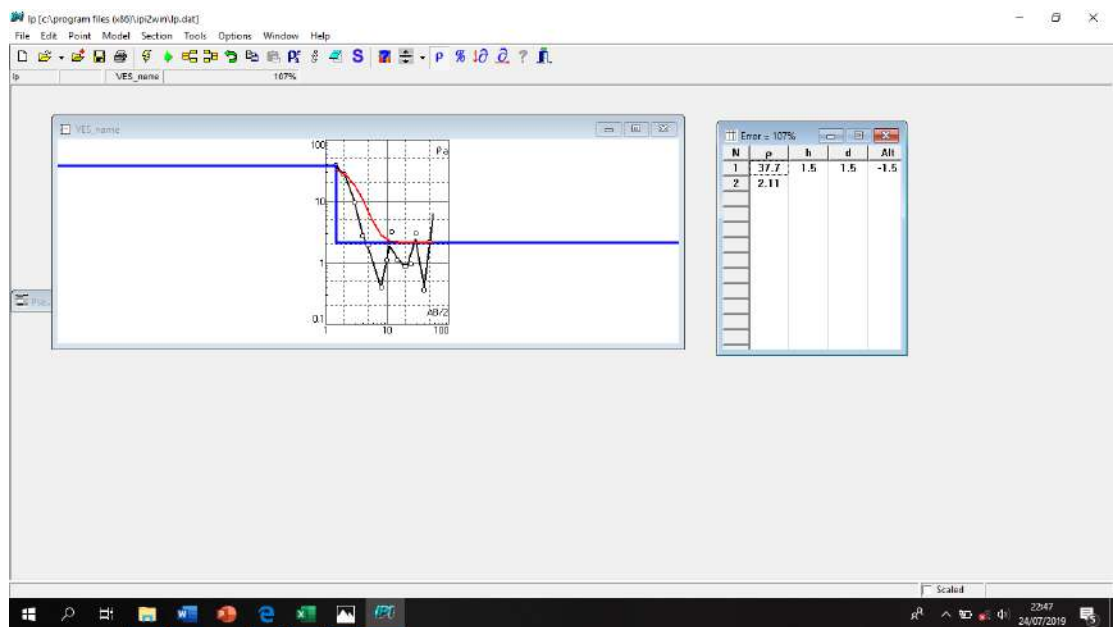 Ip [c:\program files (x86)\ipi2win\Ip.dat]
File Edit Point Model Section Tools Options Window Help
ρ %
Ip VES_name 107%
VES_name
100
10
1
0.1
1 10 100
ρa
AB/2
Error = 107%
N ρ h d Alt
1 37.7 1.5 1.5 -1.5
2 2.11
Scaled
22:47
24/07/2019